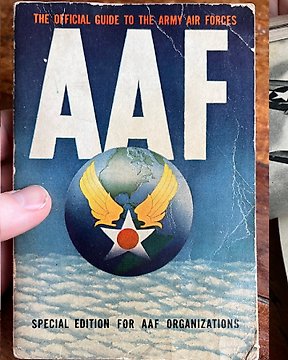 THE OFFICIAL GUIDE TO THE ARMY AIR FORCES
AAF
SPECIAL EDITION FOR AAF ORGANIZATIONS